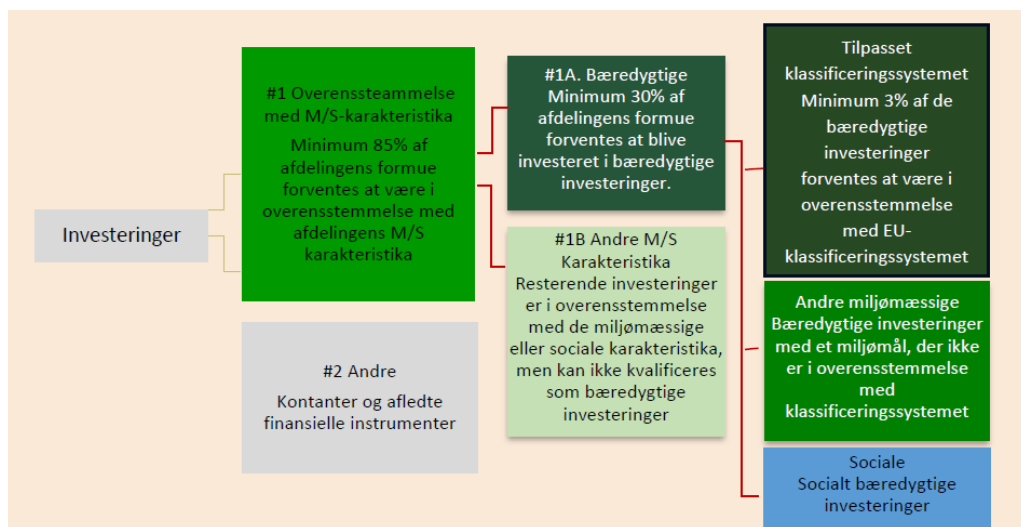 Investeringer
#1 Overenssteammelse
med M/S-karakteristika
Minimum 85% af
afdelingens formue
forventes at være i
overensstemmelse med
afdelingens M/S
karakteristika
#2 Andre
Kontanter og afledte
finansielle instrumenter
#1A. Bæredygtige
Minimum 30% af
afdelingens formue
forventes at blive
investeret i bæredygtige
investeringer.
#1B Andre M/S
Karakteristika
Resterende investeringer
er i overensstemmelse
med de miljømæssige
eller sociale karakteristika,
men kan ikke kvalificeres
som bæredygtige
investeringer
Tilpasset
klassificeringssystemet
Minimum 3% af de
bæredygtige
investeringer
forventes at være i
overensstemmelse
med EU-
klassificeringssystemet
Andre miljømæssige
Bæredygtige investeringer
med et miljømål, der ikke
er i overensstemmelse
med
klassificeringssystemet
Sociale
Socialt bæredygtige
investeringer